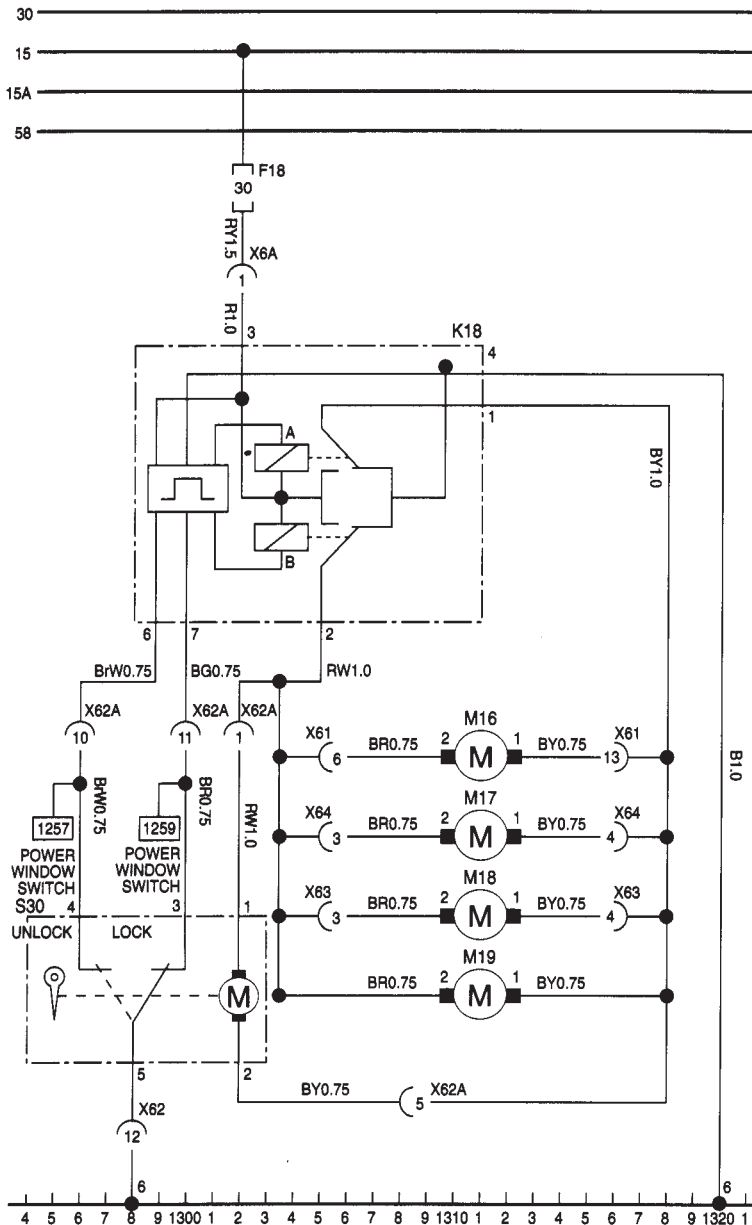 30
15
15A
58
F18
30
RY1.5
X6A
1
R1.0
3
K18
4
A
1
BY1.0
B
6
7
2
BrW0.75
BG0.75
RW1.0
X62A
X62A
X62A
10
11
1
M16
X61
6
BR0.75
2
M
1
BY0.75
X61
13
B1.0
BrW0.75
BR0.75
RW1.0
1257
1259
M17
X64
3
BR0.75
2
M
1
BY0.75
X64
4
POWER
WINDOW
SWITCH
POWER
WINDOW
SWITCH
M18
X63
3
BR0.75
2
M
1
BY0.75
X63
4
S30
4
3
1
UNLOCK
LOCK
M19
BR0.75
2
M
1
BY0.75
M
5
2
BY0.75
5
X62A
X62
12
6
6
4 5 6 7 8 9 1300 1 2 3 4 5 6 7 8 9 1310 1 2 3 4 5 6 7 8 9 1320 1